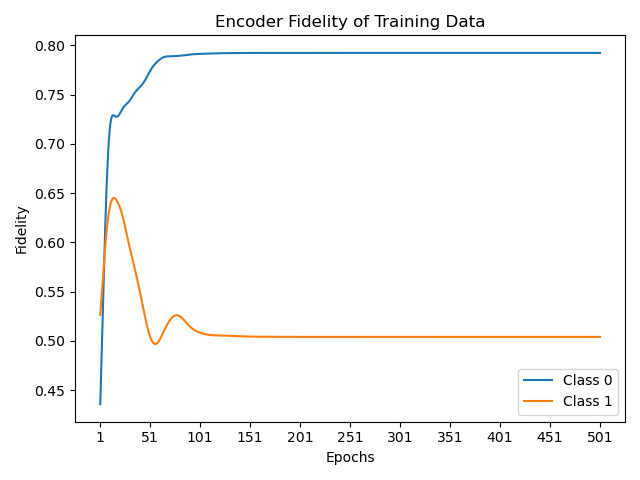 Encoder Fidelity of Training Data
Fidelity
0.80
0.75
0.70
0.65
0.60
0.55
0.50
0.45
Class 0
Class 1
1 51 101 151 201 251 301 351 401 451 501
Epochs